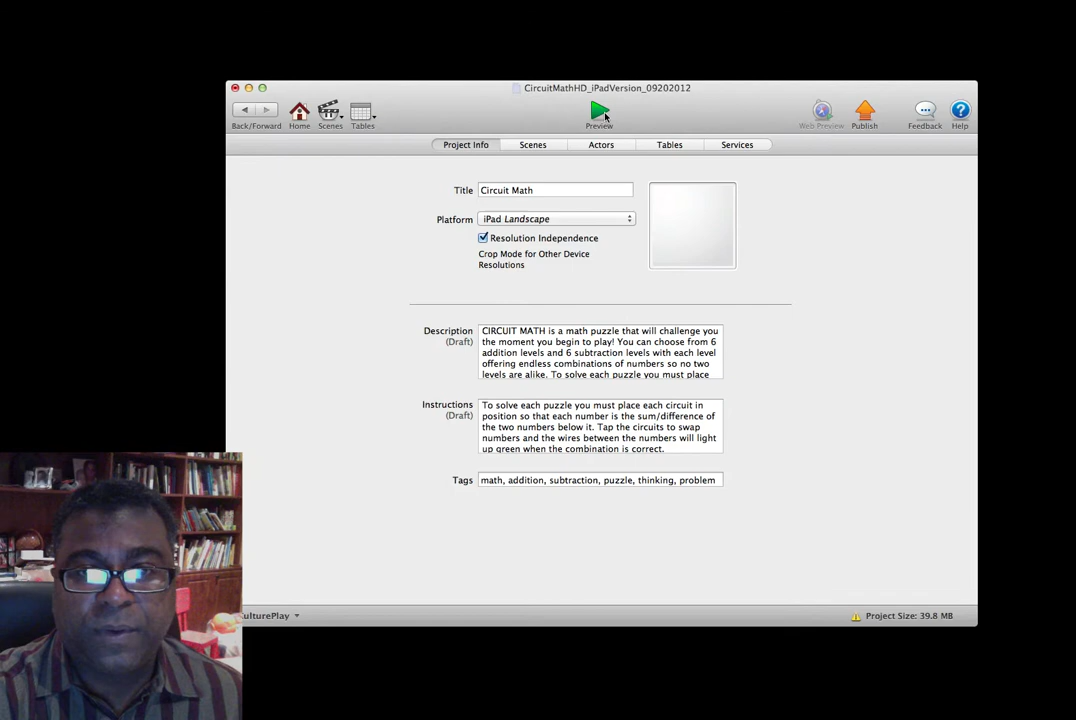 CircuitMathHD_iPadVersion_09202012
Back/Forward
Home
Scenes
Tables
Preview
Web Preview
Publish
Feedback
Help
Project Info
Scenes
Actors
Tables
Services
Title
Circuit Math
Platform
iPad Landscape
Resolution Independence
Crop Mode for Other Device
Resolutions
Description
(Draft)
CIRCUIT MATH is a math puzzle that will challenge you
the moment you begin to play! You can choose from 6
addition levels and 6 subtraction levels with each level
offering endless combinations of numbers so no two
levels are alike. To solve each puzzle you must place
Instructions
(Draft)
To solve each puzzle you must place each circuit in
position so that each number is the sum/difference of
the two numbers below it. Tap the circuits to swap
numbers and the wires between the numbers will light
up green when the combination is correct.
Tags
math, addition, subtraction, puzzle, thinking, problem
ulturePlay
Project Size: 39.8 MB